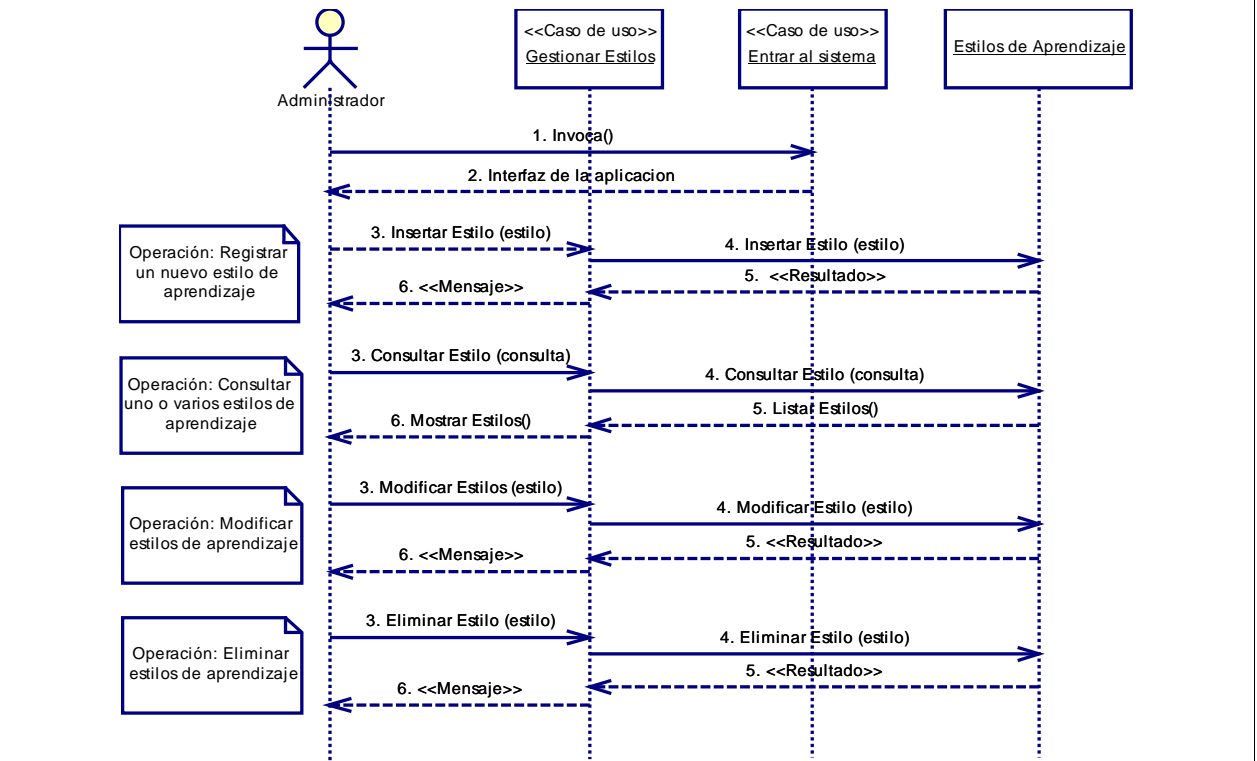 <<Caso de uso>>
Gestionar Estilos
<<Caso de uso>>
Entrar al sistema
Estilos de Aprendizaje
Administrador
1. Invoca()
2. Interfaz de la aplicacion
Operación: Registrar
un nuevo estilo de
aprendizaje
3. Insertar Estilo (estilo)
4. Insertar Estilo (estilo)
5. <<Resultado>>
6. <<Mensaje>>
Operación: Consultar
uno o varios estilos de
aprendizaje
3. Consultar Estilo (consulta)
4. Consultar Estilo (consulta)
5. Listar Estilos()
6. Mostrar Estilos()
Operación: Modificar
estilos de aprendizaje
3. Modificar Estilos (estilo)
4. Modificar Estilo (estilo)
5. <<Resultado>>
6. <<Mensaje>>
Operación: Eliminar
estilos de aprendizaje
3. Eliminar Estilo (estilo)
4. Eliminar Estilo (estilo)
5. <<Resultado>>
6. <<Mensaje>>